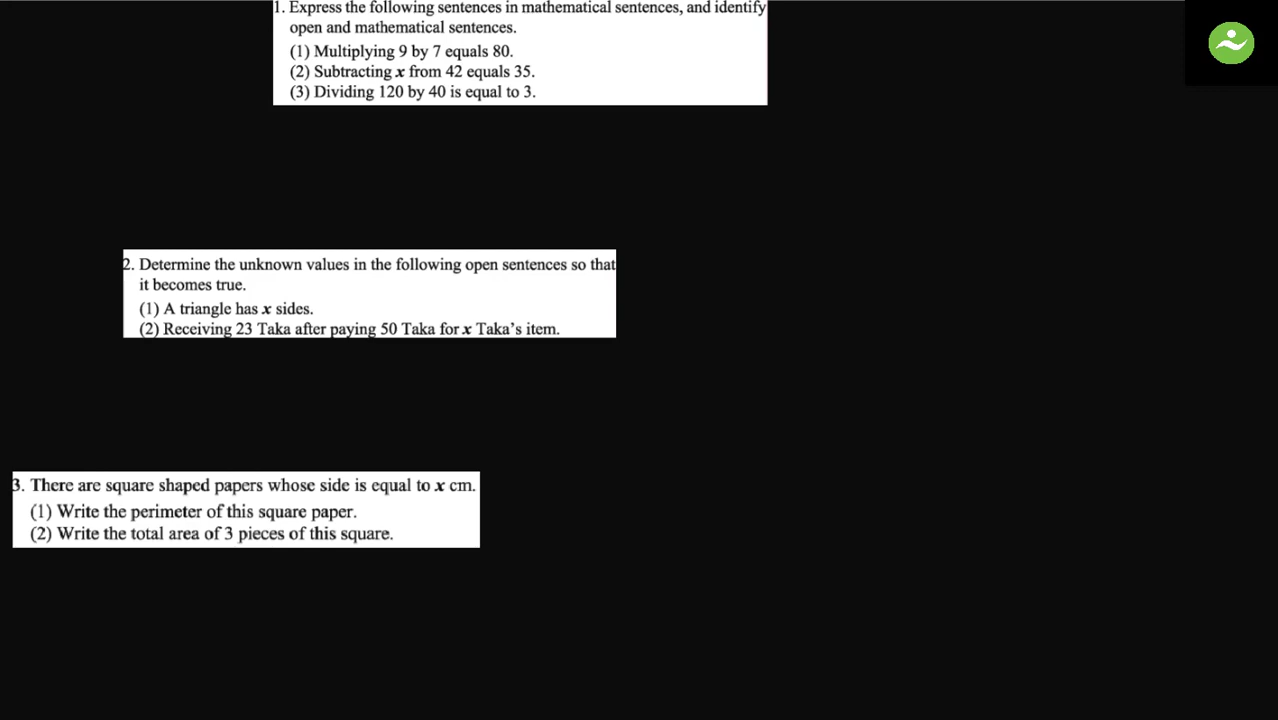 1. Express the following sentences in mathematical sentences, and identify
open and mathematical sentences.
(1) Multiplying 9 by 7 equals 80.
(2) Subtracting x from 42 equals 35.
(3) Dividing 120 by 40 is equal to 3.
2. Determine the unknown values in the following open sentences so that
it becomes true.
(1) A triangle has x sides.
(2) Receiving 23 Taka after paying 50 Taka for x Taka’s item.
3. There are square shaped papers whose side is equal to x cm.
(1) Write the perimeter of this square paper.
(2) Write the total area of 3 pieces of this square.